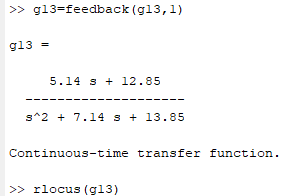 >> g13=feedback(g13,1)
g13 =
5.14 s + 12.85
--------------------
s^2 + 7.14 s + 13.85
Continuous-time transfer function.
>> rlocus(g13)